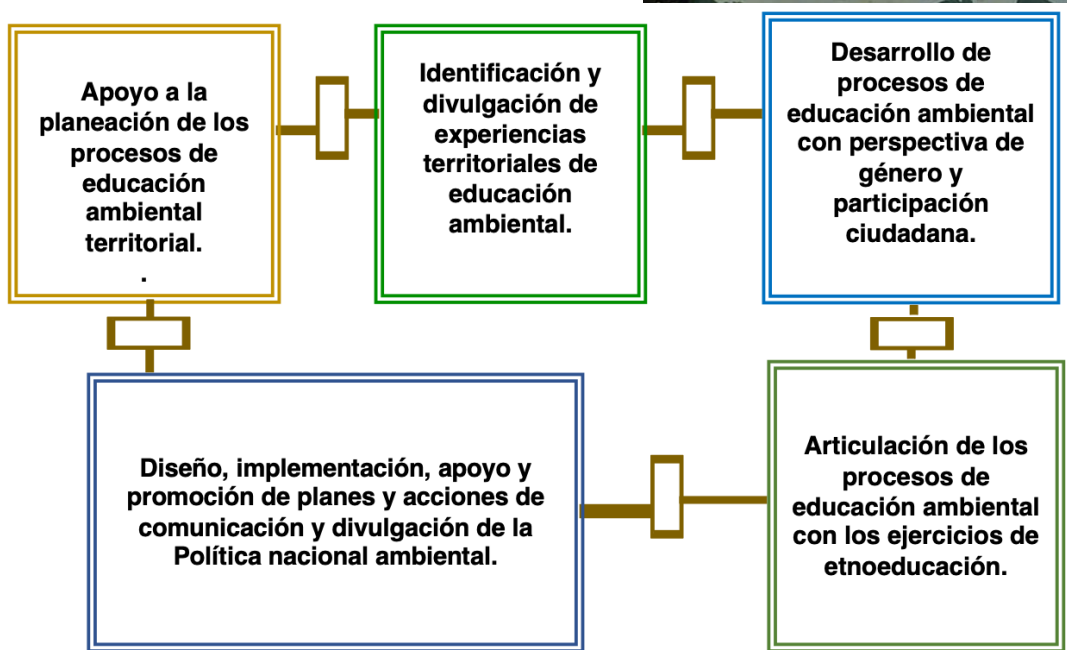 Apoyo a la
planeación de los
procesos de
educación
ambiental
territorial.
.
Identificación y
divulgación de
experiencias
territoriales de
educación
ambiental.
Desarrollo de
procesos de
educación ambiental
con perspectiva de
género y
participación
ciudadana.
Diseño, implementación, apoyo y
promoción de planes y acciones de
comunicación y divulgación de la
Política nacional ambiental.
Articulación de los
procesos de
educación ambiental
con los ejercicios de
etnoeducación.